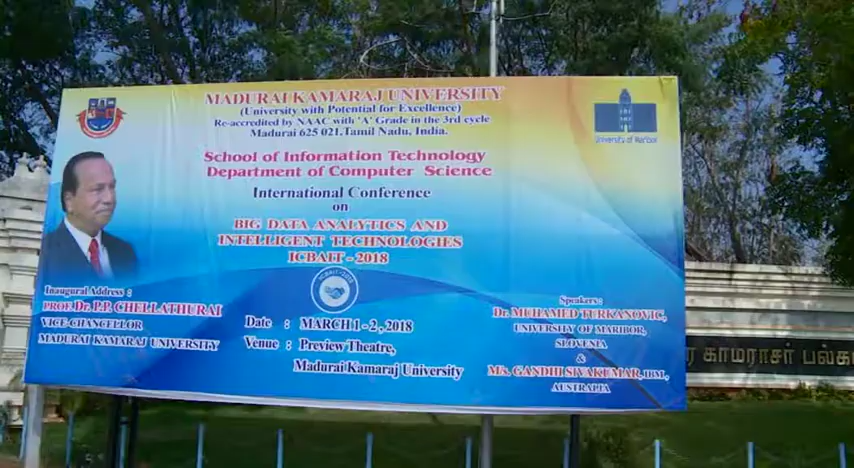 MADURAI KAMARAJ UNIVERSITY
(University with Potential for Excellence)
Re-accredited by NAAC with 'A' Grade in the 3rd cycle
Madurai 625 021, Tamil Nadu, India.
University of Maribor
School of Information Technology
Department of Computer Science
International Conference
on
BIG DATA ANALYTICS AND
INTELLIGENT TECHNOLOGIES
ICBAIT - 2018
ICBAIT-2018
Inaugural Address :
PROF. Dr. P.P. CHELLATHURAI
VICE-CHANCELLOR
MADURAI KAMARAJ UNIVERSITY
Date : MARCH 1 - 2, 2018
Venue : Preview Theatre,
Madurai Kamaraj University
Speakers:
Dr. MUHAMED TURKANOVIC,
UNIVERSITY OF MARIBOR,
SLOVENIA
&
Mr. GANDHI SIVAKUMAR, IBM,
AUSTRALIA
காமராசர் பல்க